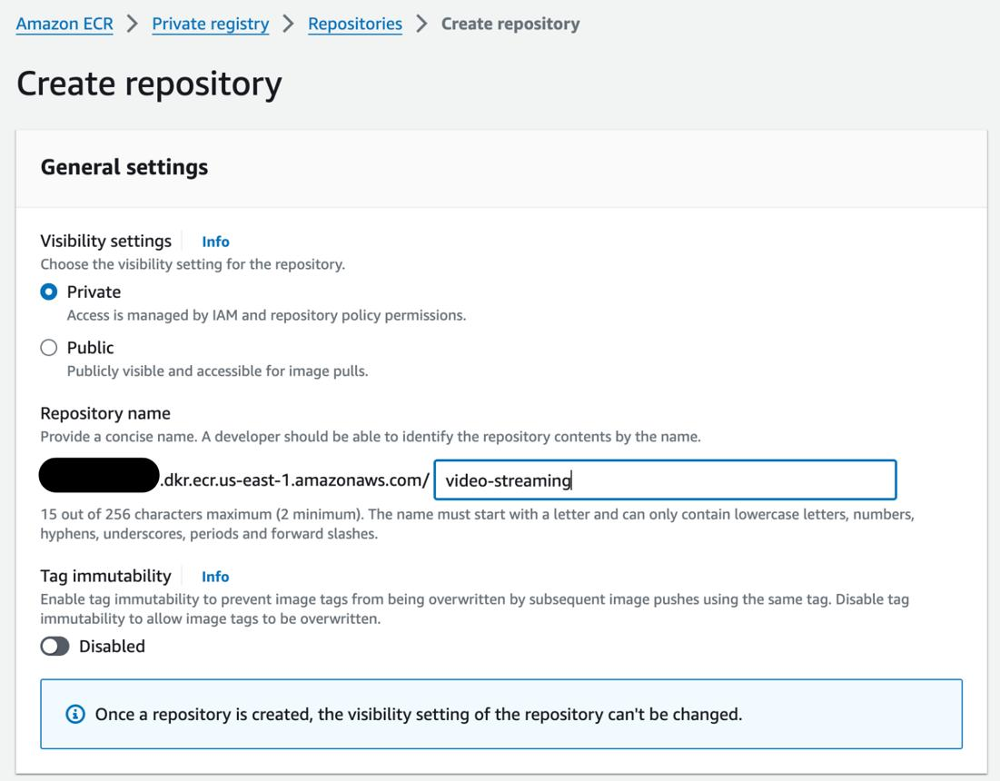 Amazon ECR > Private registry > Repositories > Create repository
Create repository
General settings
Visibility settings Info
Choose the visibility setting for the repository.
Private
Access is managed by IAM and repository policy permissions.
Public
Publicly visible and accessible for image pulls.
Repository name
Provide a concise name. A developer should be able to identify the repository contents by the name.
.dkr.ecr.us-east-1.amazonaws.com/ video-streaming
15 out of 256 characters maximum (2 minimum). The name must start with a letter and can only contain lowercase letters, numbers,
hyphens, underscores, periods and forward slashes.
Tag immutability Info
Enable tag immutability to prevent image tags from being overwritten by subsequent image pushes using the same tag. Disable tag
immutability to allow image tags to be overwritten.
Disabled
Once a repository is created, the visibility setting of the repository can't be changed.